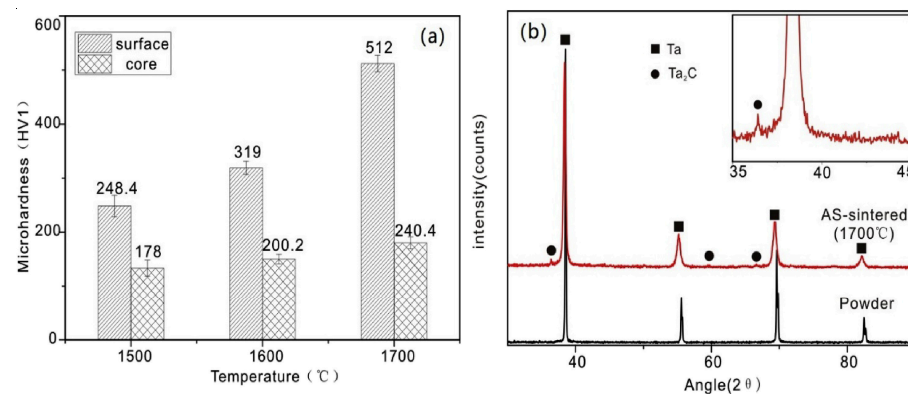 (a)
surface
core
600
400
200
0
Microhardness (HV1)
248.4
178
319
200.2
512
240.4
1500
1600
1700
Temperature (℃)
(b)
Ta
Ta₂C
35
40
45
intensity(counts)
AS-sintered
(1700℃)
Powder
40
60
80
Angle(2θ)